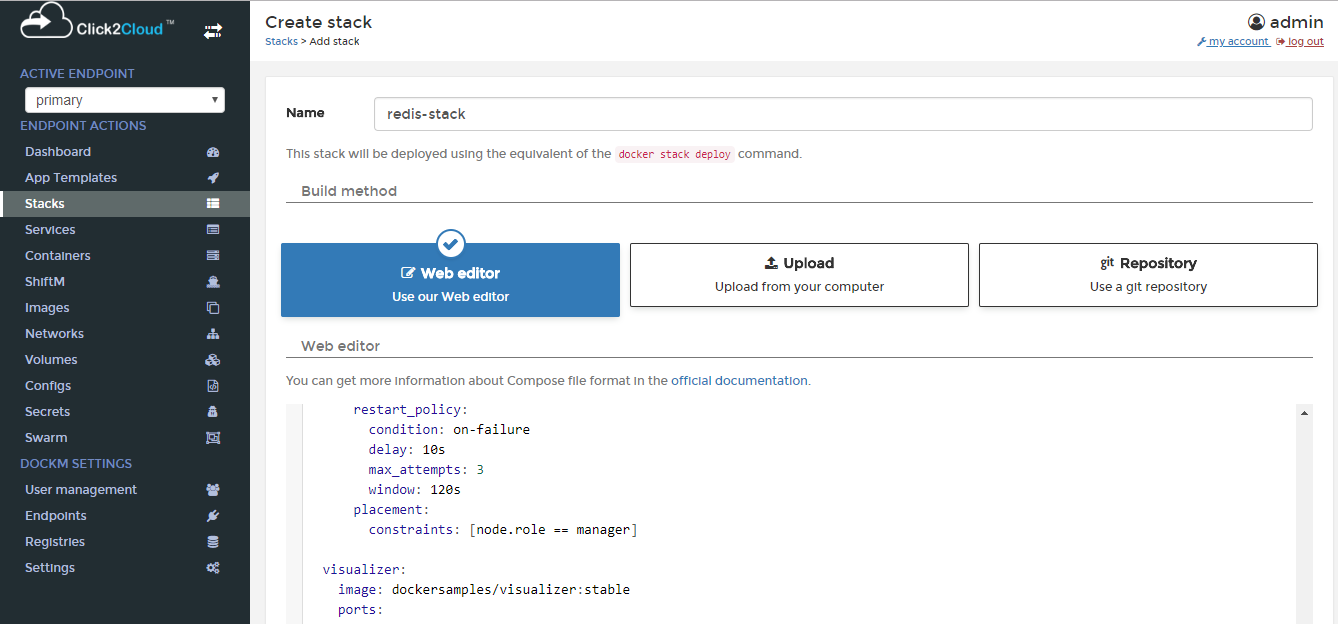 Click2Cloud™
ACTIVE ENDPOINT
primary
ENDPOINT ACTIONS
Dashboard
App Templates
Stacks
Services
Containers
ShiftM
Images
Networks
Volumes
Configs
Secrets
Swarm
DOCKM SETTINGS
User management
Endpoints
Registries
Settings
Create stack
Stacks > Add stack
admin
my account log out
Name redis-stack
This stack will be deployed using the equivalent of the docker stack deploy command.
Build method
Web editor
Use our Web editor
Upload
Upload from your computer
git Repository
Use a git repository
Web editor
You can get more information about Compose file format in the official documentation.
restart_policy:
condition: on-failure
delay: 10s
max_attempts: 3
window: 120s
placement:
constraints: [node.role == manager]
visualizer:
image: dockersamples/visualizer:stable
ports: